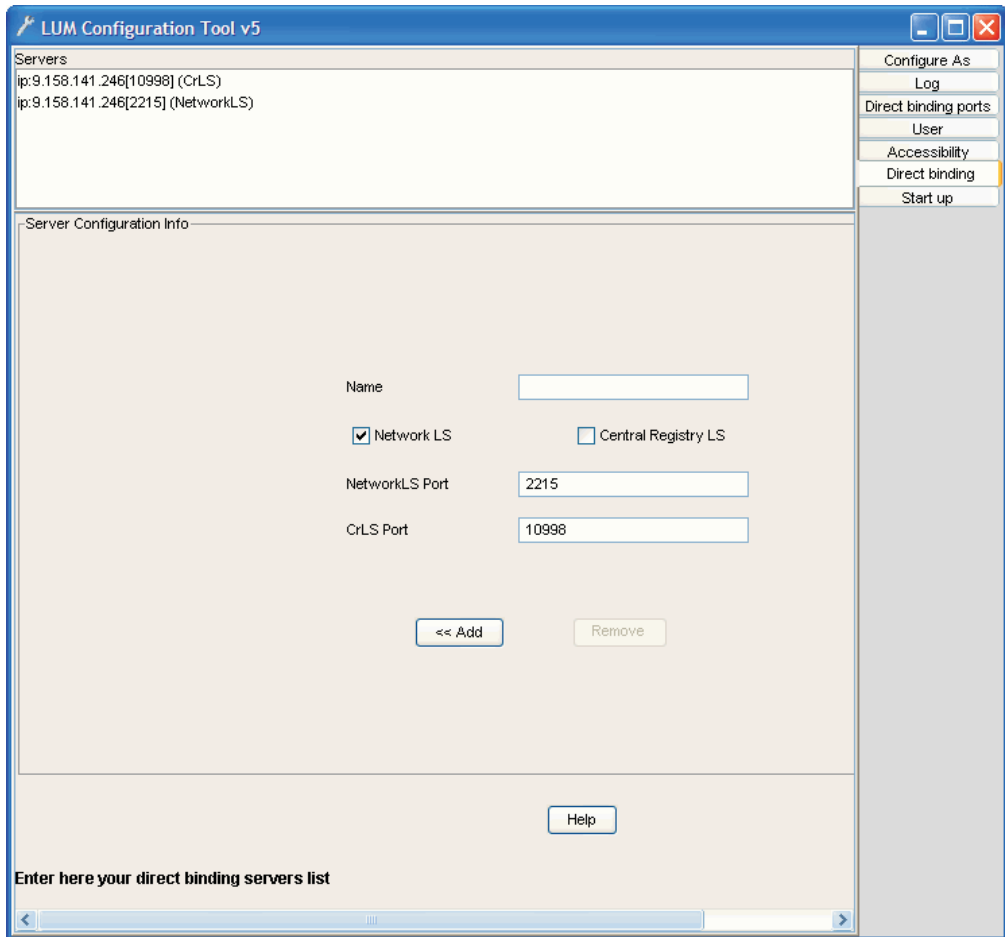 LUM Configuration Tool v5
Servers
ip:9.158.141.246[10998] (CrLS)
ip:9.158.141.246[2215] (NetworkLS)
Configure As
Log
Direct binding ports
User
Accessibility
Direct binding
Start up
Server Configuration Info
Name
Network LS
Central Registry LS
NetworkLS Port
2215
CrLS Port
10998
<< Add
Remove
Help
Enter here your direct binding servers list